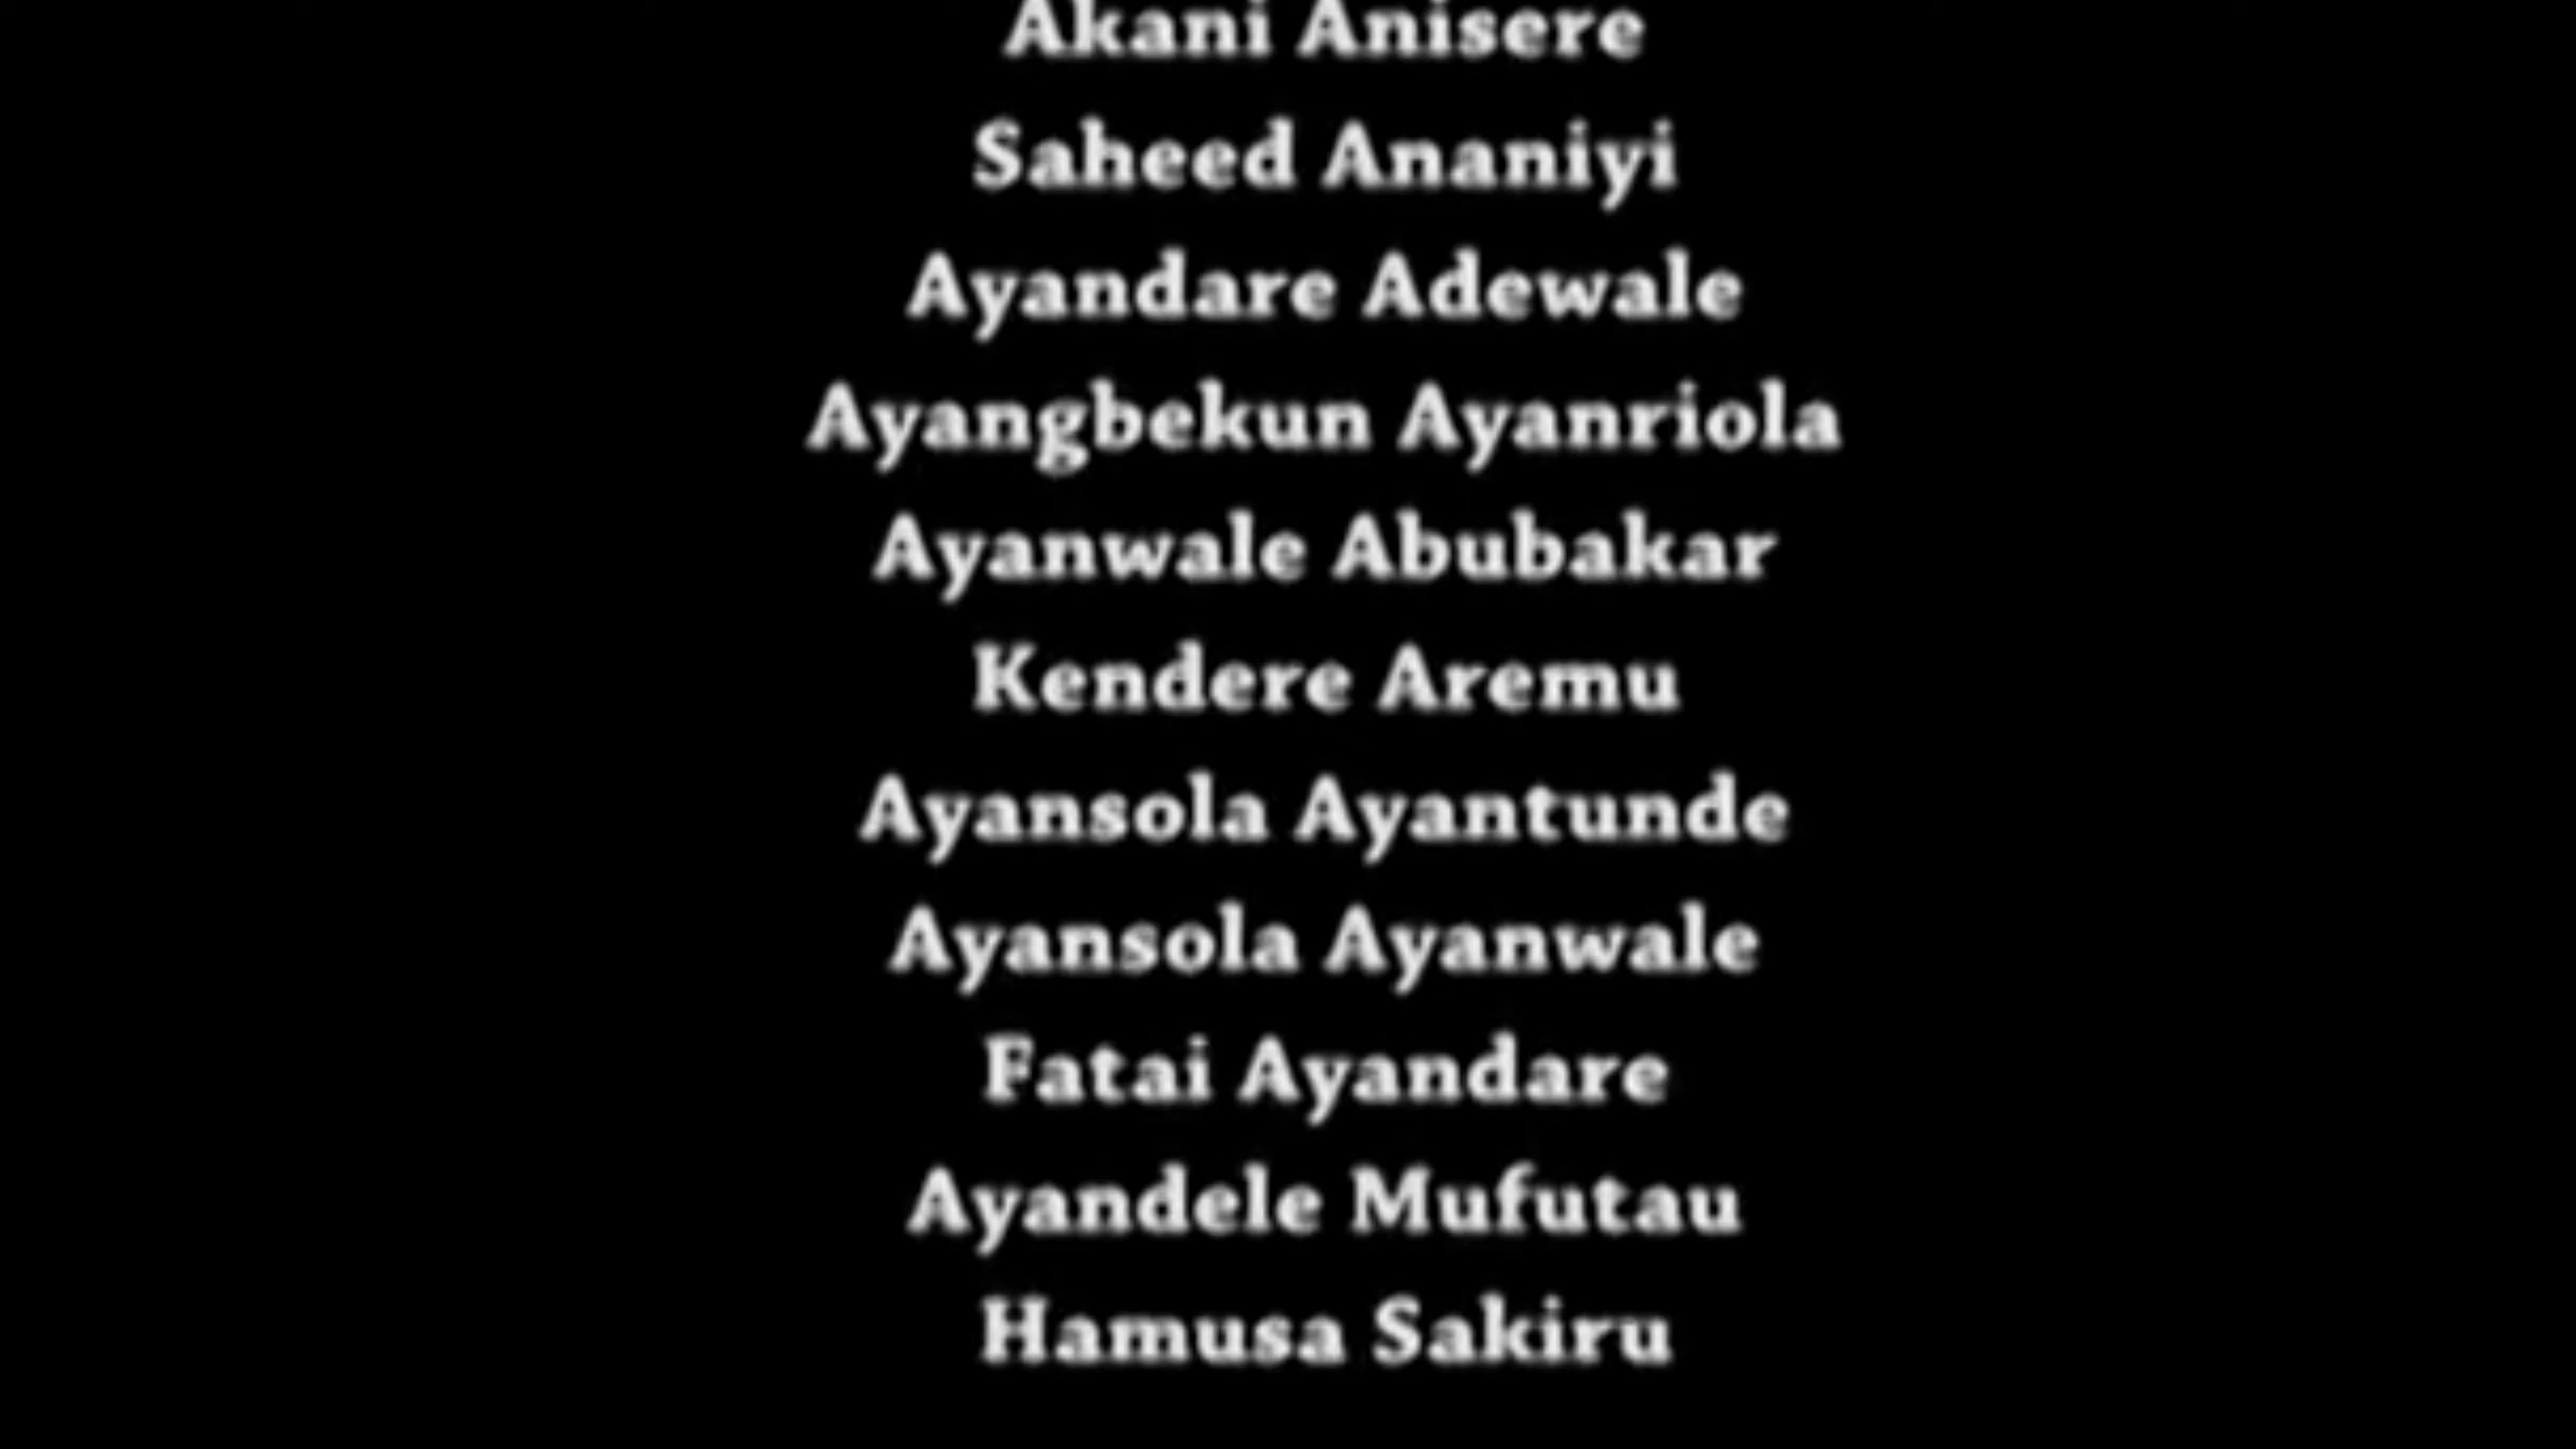 Akani Anisere
Saheed Ananiyi
Ayandare Adewale
Ayangbekun Ayanriola
Ayanwale Abubakar
Kendere Aremu
Ayansola Ayantunde
Ayansola Ayanwale
Fatai Ayandare
Ayandele Mufutau
Hamusa Sakiru